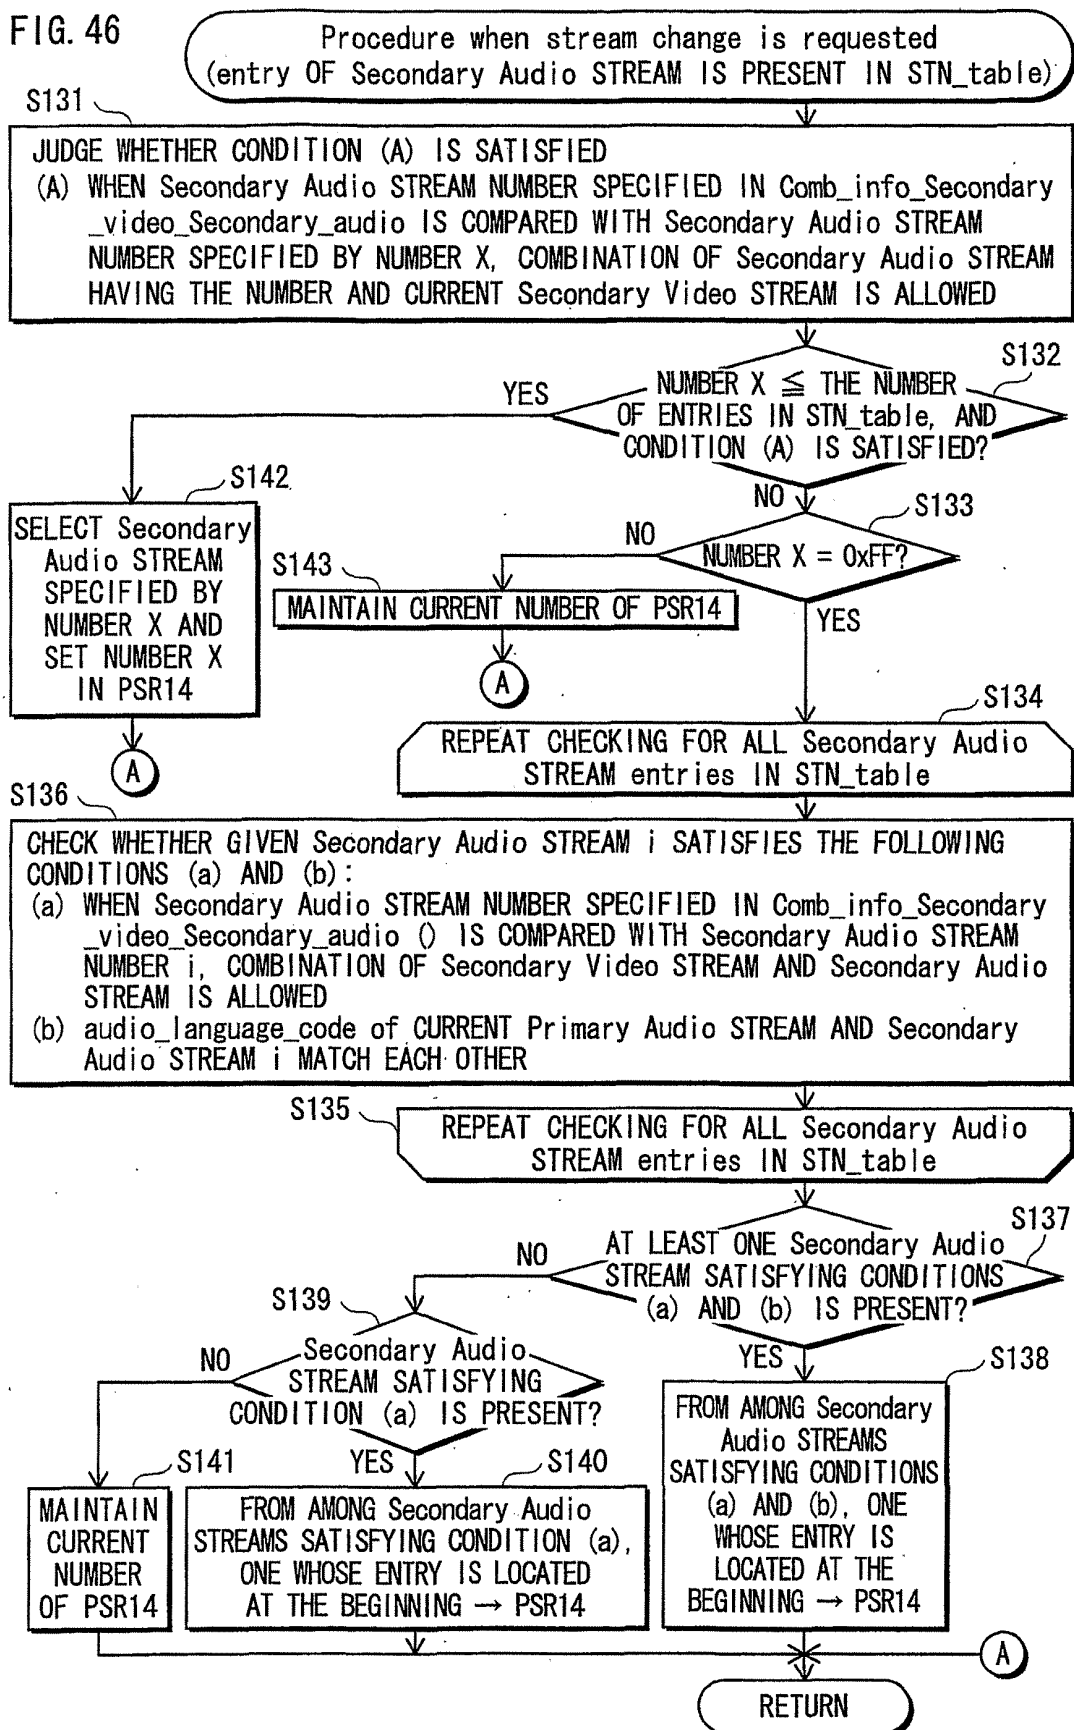 FIG. 46
Procedure when stream change is requested
(entry OF Secondary Audio STREAM IS PRESENT IN STN_table)
S131
JUDGE WHETHER CONDITION (A) IS SATISFIED
(A) WHEN Secondary Audio STREAM NUMBER SPECIFIED IN Comb_info_Secondary
_video_Secondary_audio IS COMPARED WITH Secondary Audio STREAM
NUMBER SPECIFIED BY NUMBER X, COMBINATION OF Secondary Audio STREAM
HAVING THE NUMBER AND CURRENT Secondary Video STREAM IS ALLOWED
S132
NUMBER X ≦ THE NUMBER
OF ENTRIES IN STN_table, AND
CONDITION (A) IS SATISFIED?
YES
NO
S142
SELECT Secondary
Audio STREAM
SPECIFIED BY
NUMBER X AND
SET NUMBER X
IN PSR14
A
S133
NUMBER X = 0xFF?
NO
YES
S143
MAINTAIN CURRENT NUMBER OF PSR14
A
S134
REPEAT CHECKING FOR ALL Secondary Audio
STREAM entries IN STN_table
S136
CHECK WHETHER GIVEN Secondary Audio STREAM i SATISFIES THE FOLLOWING
CONDITIONS (a) AND (b):
(a) WHEN Secondary Audio STREAM NUMBER SPECIFIED IN Comb_info_Secondary
_video_Secondary_audio () IS COMPARED WITH Secondary Audio STREAM
NUMBER i, COMBINATION OF Secondary Video STREAM AND Secondary Audio
STREAM IS ALLOWED
(b) audio_language_code of CURRENT Primary Audio STREAM AND Secondary
Audio STREAM i MATCH EACH OTHER
S135
REPEAT CHECKING FOR ALL Secondary Audio
STREAM entries IN STN_table
S137
AT LEAST ONE Secondary Audio
STREAM SATISFYING CONDITIONS
(a) AND (b) IS PRESENT?
NO
YES
S139
Secondary Audio
STREAM SATISFYING
CONDITION (a) IS PRESENT?
NO
YES
S138
FROM AMONG Secondary
Audio STREAMS
SATISFYING CONDITIONS
(a) AND (b), ONE
WHOSE ENTRY IS
LOCATED AT THE
BEGINNING → PSR14
S141
MAINTAIN
CURRENT
NUMBER
OF PSR14
S140
FROM AMONG Secondary Audio
STREAMS SATISFYING CONDITION (a),
ONE WHOSE ENTRY IS LOCATED
AT THE BEGINNING → PSR14
A
RETURN